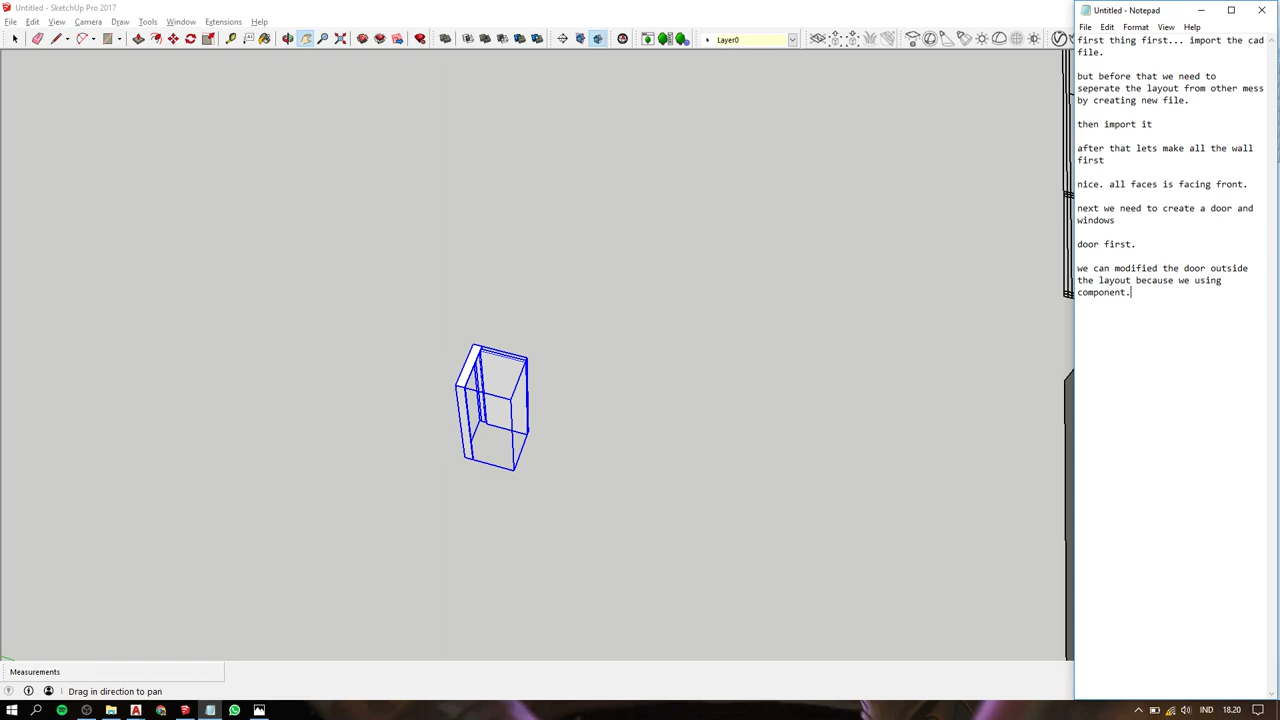 Untitled - SketchUp Pro 2017
File Edit View Camera Draw Tools Window Extensions Help
Layer0
Measurements
Drag in direction to pan
Untitled - Notepad
File Edit Format View Help
first thing first... import the cad
file.
but before that we need to
seperate the layout from other mess
by creating new file.
then import it
after that lets make all the wall
first
nice. all faces is facing front.
next we need to create a door and
windows
door first.
we can modified the door outside
the layout because we using
component.
IND 18.20